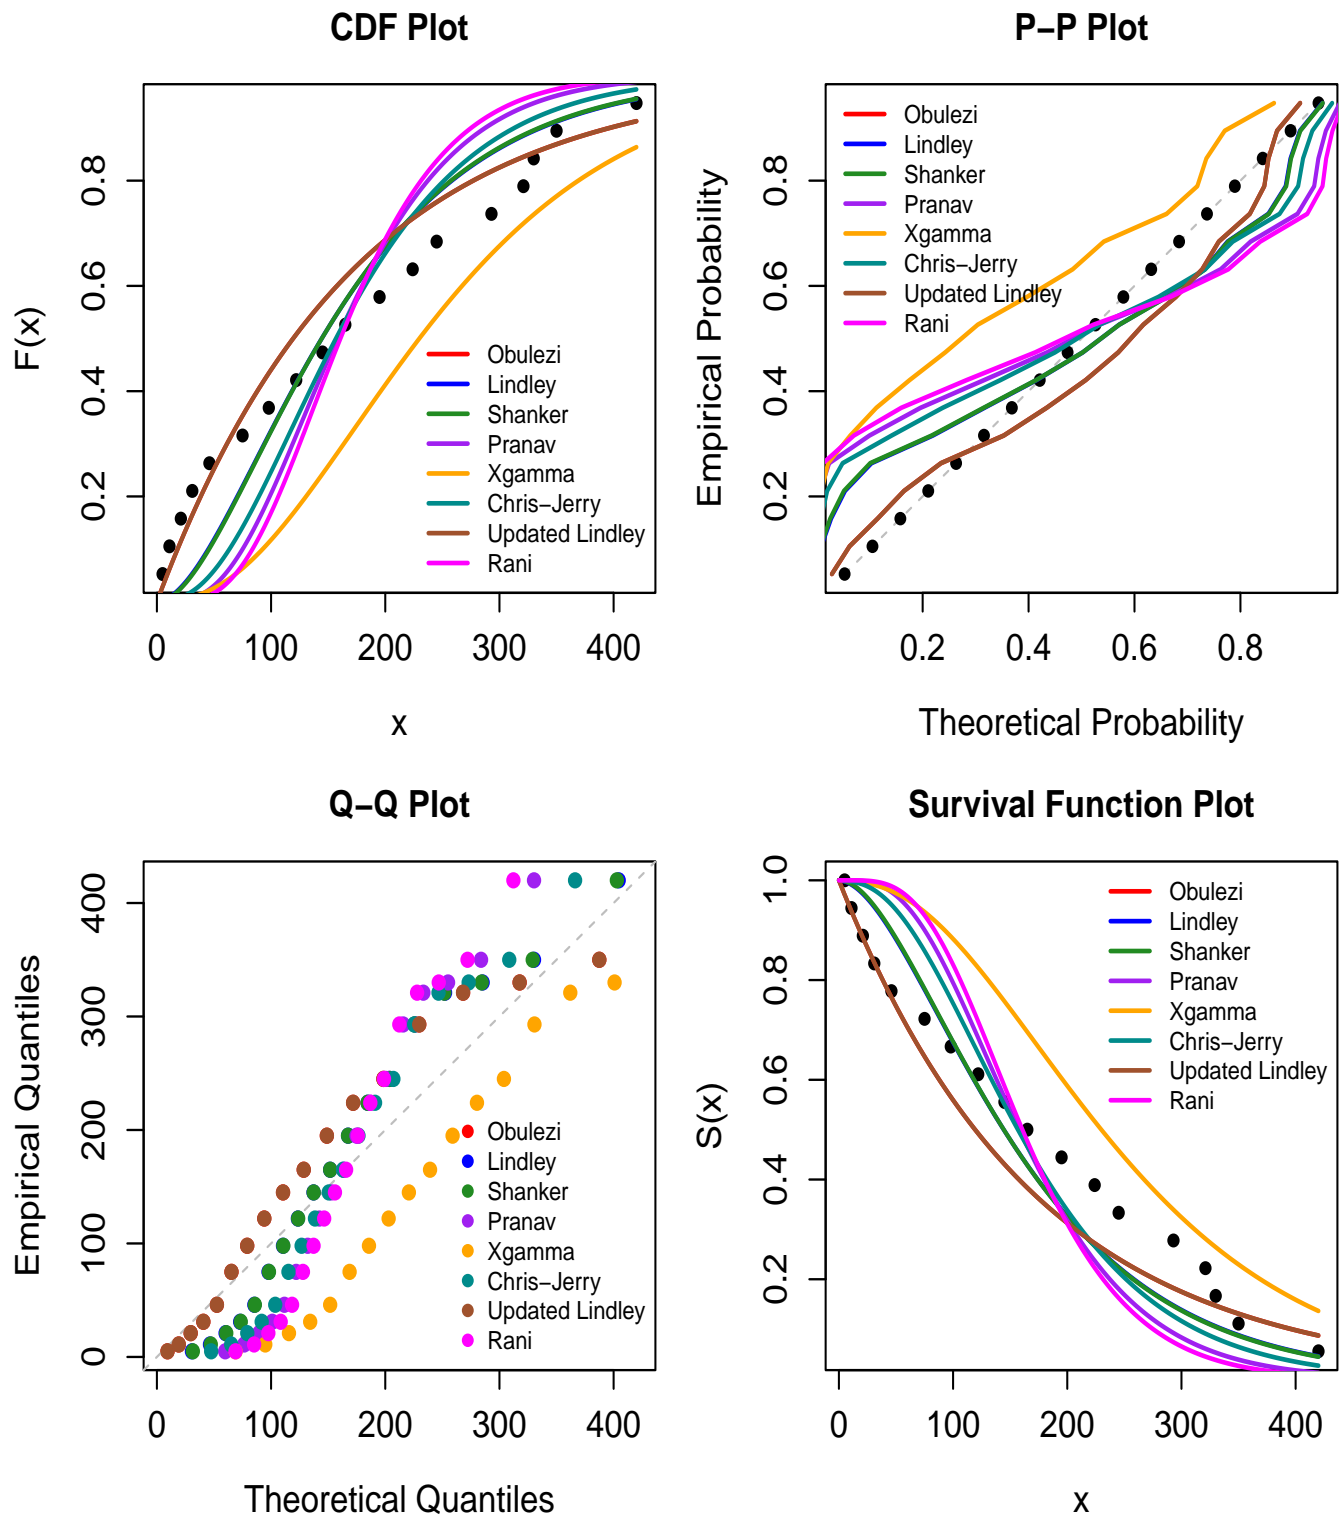 CDF Plot
F(x)
0.2 0.4 0.6 0.8
Obulezi
Lindley
Shanker
Pranav
Xgamma
Chris−Jerry
Updated Lindley
Rani
0 100 200 300 400
x
P−P Plot
Empirical Probability
0.2 0.4 0.6 0.8
Obulezi
Lindley
Shanker
Pranav
Xgamma
Chris−Jerry
Updated Lindley
Rani
0.2 0.4 0.6 0.8
Theoretical Probability
Q−Q Plot
Empirical Quantiles
0 100 200 300 400
Obulezi
Lindley
Shanker
Pranav
Xgamma
Chris−Jerry
Updated Lindley
Rani
0 100 200 300 400
Theoretical Quantiles
Survival Function Plot
S(x)
0.2 0.4 0.6 0.8 1.0
Obulezi
Lindley
Shanker
Pranav
Xgamma
Chris−Jerry
Updated Lindley
Rani
0 100 200 300 400
x